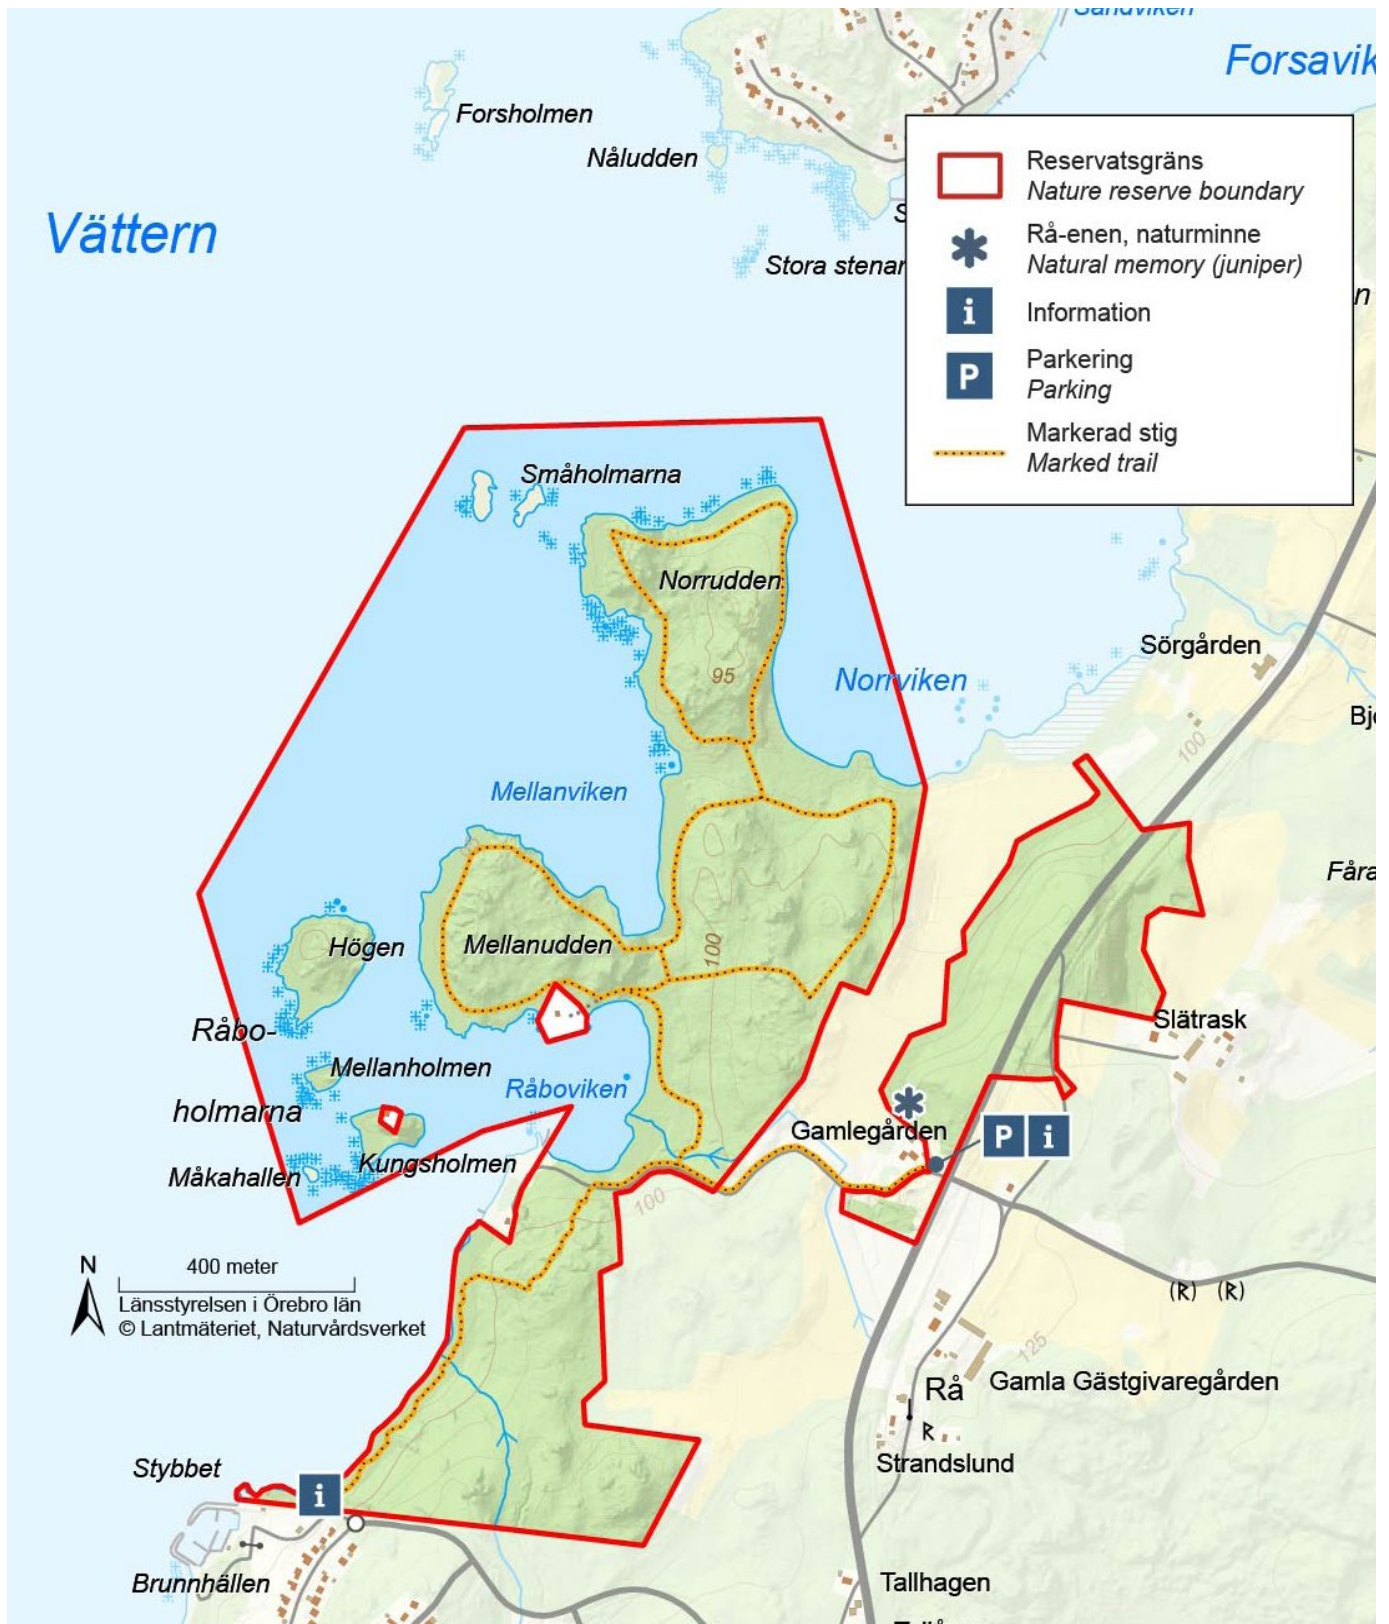 Sandviken
Forsavik
Forsholmen
Nåludden
Vättern
Stora stenar
S
n
Reservatsgräns
Nature reserve boundary
Rå-enen, naturminne
Natural memory (juniper)
i
Information
P
Parkering
Parking
Markerad stig
Marked trail
Småholmarna
Norrudden
95
Norrviken
Sörgården
100
Bjö
Mellanviken
Fåra
Högen
Mellanudden
100
Råbo-
holmarna
Mellanholmen
Råboviken
Slätrask
Gamlegården
P i
Kungsholmen
Måkahallen
100
N
400 meter
Länsstyrelsen i Örebro län
© Lantmäteriet, Naturvårdsverket
(R) (R)
125
Rå
Gamla Gästgivaregården
R
Strandslund
Stybbet
i
Brunnhällen
Tallhagen